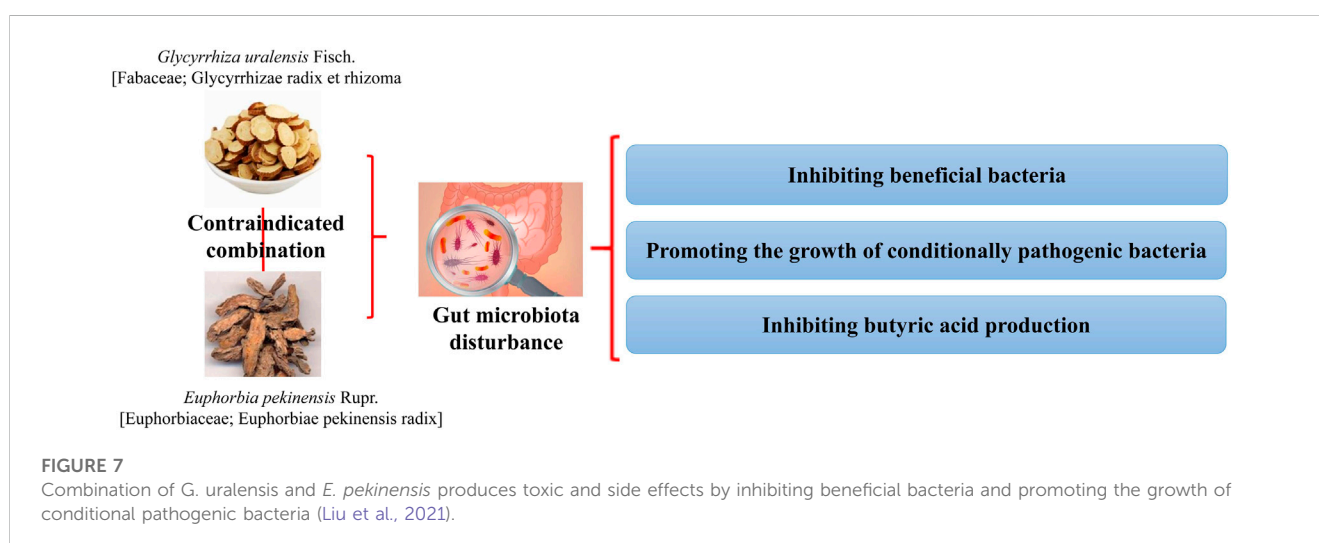 Glycyrrhiza uralensis Fisch.
[Fabaceae; Glycyrrhizae radix et rhizoma
Contraindicated
combination
Euphorbia pekinensis Rupr.
[Euphorbiaceae; Euphorbiae pekinensis radix]
Gut microbiota
disturbance
Inhibiting beneficial bacteria
Promoting the growth of conditionally pathogenic bacteria
Inhibiting butyric acid production
FIGURE 7
Combination of G. uralensis and E. pekinensis produces toxic and side effects by inhibiting beneficial bacteria and promoting the growth of
conditional pathogenic bacteria (Liu et al., 2021).